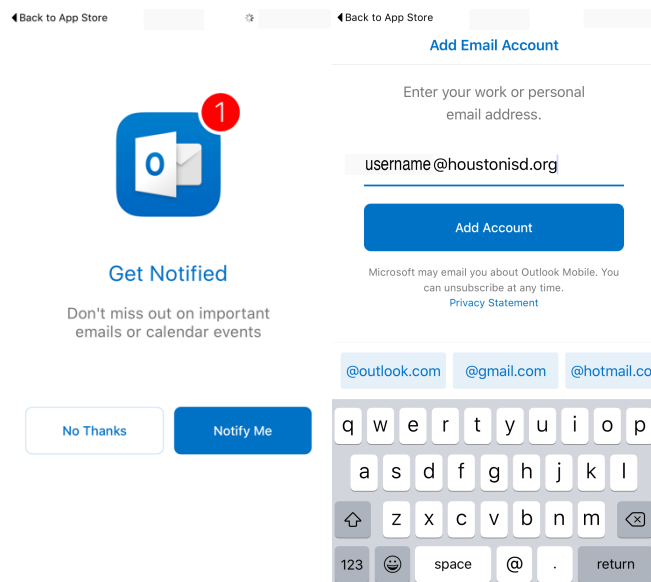 Back to App Store
1
O
Get Notified
Don't miss out on important
emails or calendar events
No Thanks
Notify Me
Back to App Store
Add Email Account
Enter your work or personal
email address.
username@houstonisd.org
Add Account
Microsoft may email you about Outlook Mobile. You
can unsubscribe at any time.
Privacy Statement
@outlook.com @gmail.com @hotmail.co
q w e r t y u i o p
a s d f g h j k l
z x c v b n m
123 space @ . return